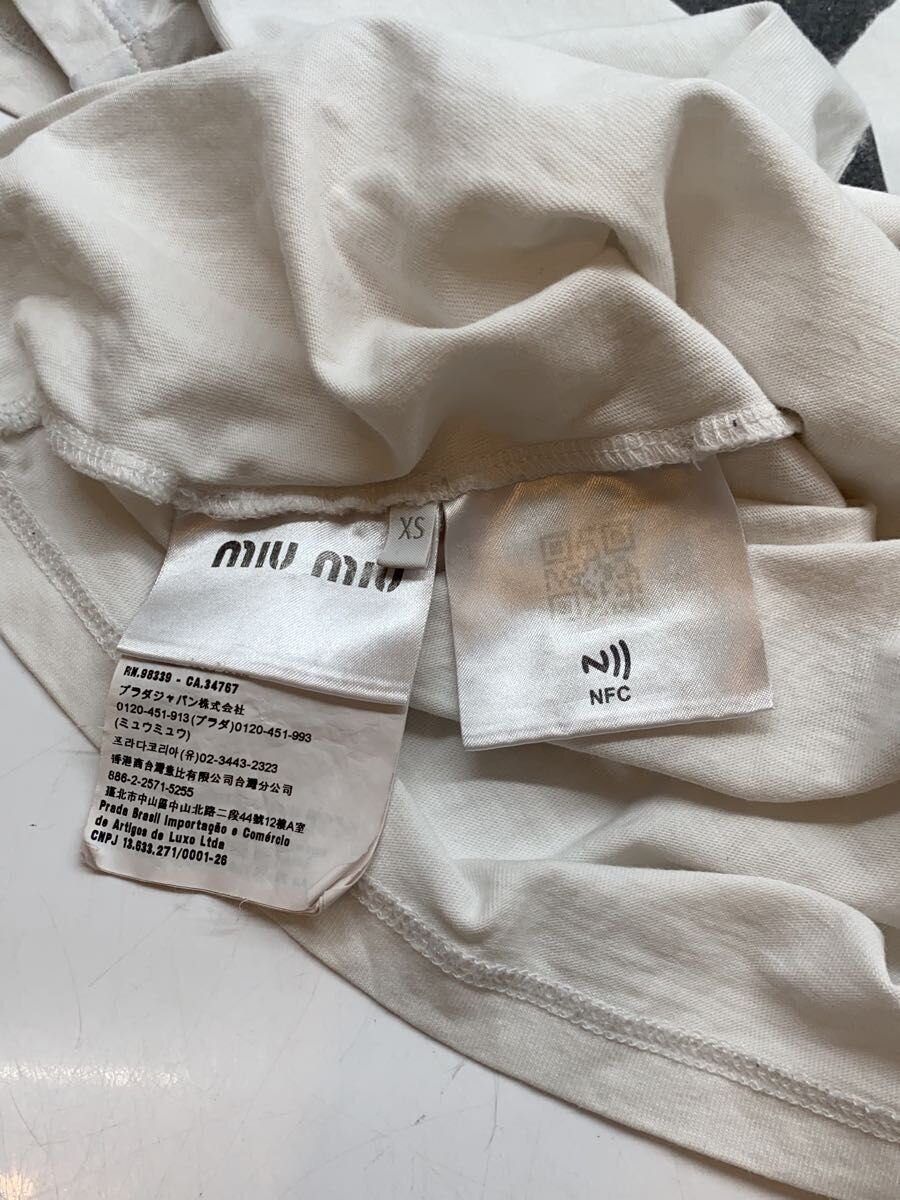 miu miu
XS
RN.98339 - CA.34767
プラダジャパン株式会社
0120-451-913(プラダ)0120-451-993
(ミュウミュウ)
프라다코리아(유)02-3443-2323
香港商台灣意比有限公司台灣分公司
886-2-2571-5255
臺北市中山區中山北路二段44號12樓A室
Prada Brasil Importação e Comércio
de Artigos de Luxo Ltda
CNPJ 13.633.271/0001-26
NFC